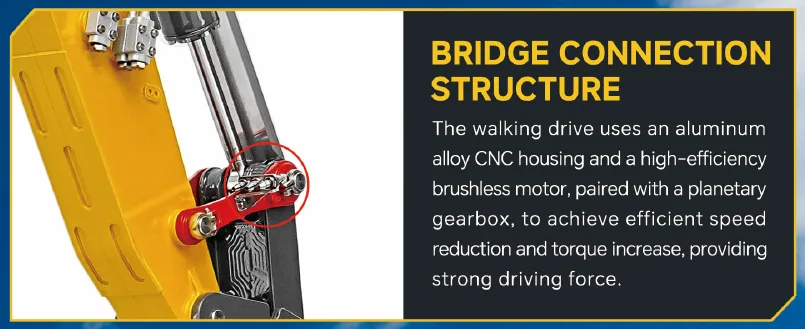 BRIDGE CONNECTION
STRUCTURE
The walking drive uses an aluminum
alloy CNC housing and a high-efficiency
brushless motor, paired with a planetary
gearbox, to achieve efficient speed
reduction and torque increase, providing
strong driving force.